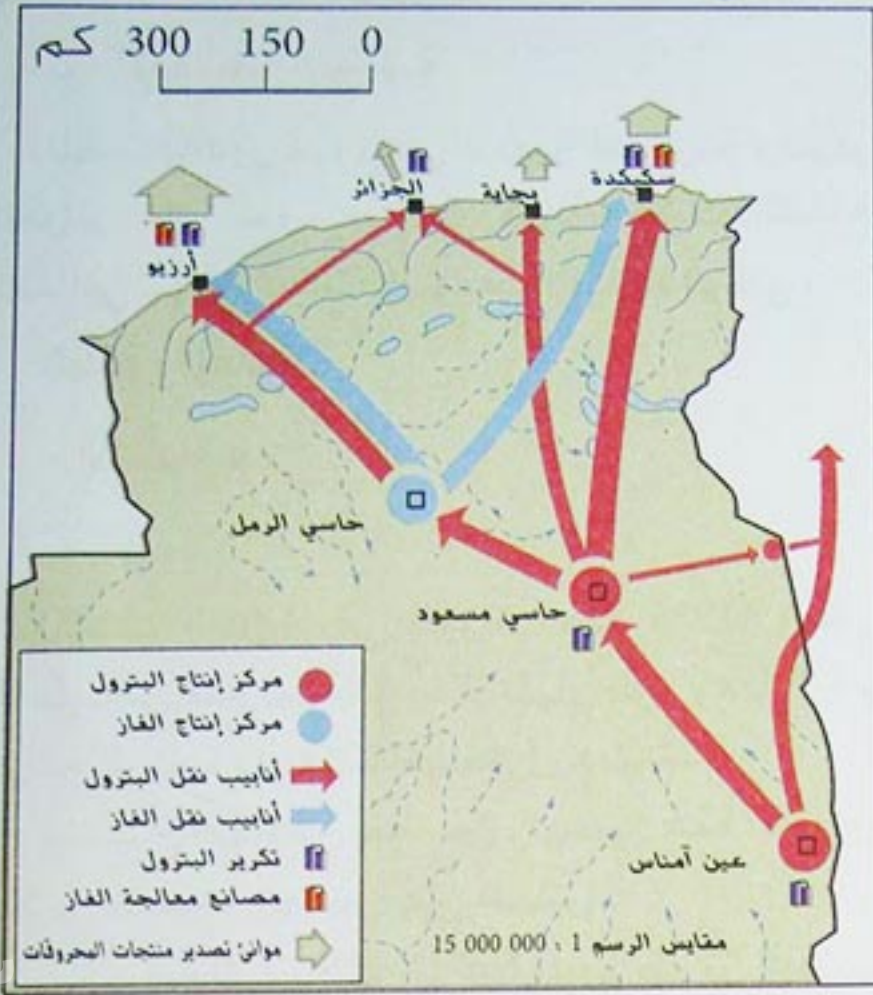 كم 300 150 0
سكيكدة
بجاية
الجزائر
أرزيو
حاسي الرمل
حاسي مسعود
عين آمناس
مركز إنتاج البترول
مركز إنتاج الغاز
أنابيب نقل البترول
أنابيب نقل الغاز
تكرير البترول
مصانع معالجة الغاز
موانئ تصدير منتجات المحروقات
مقايس الرسم 1 : 000 000 15